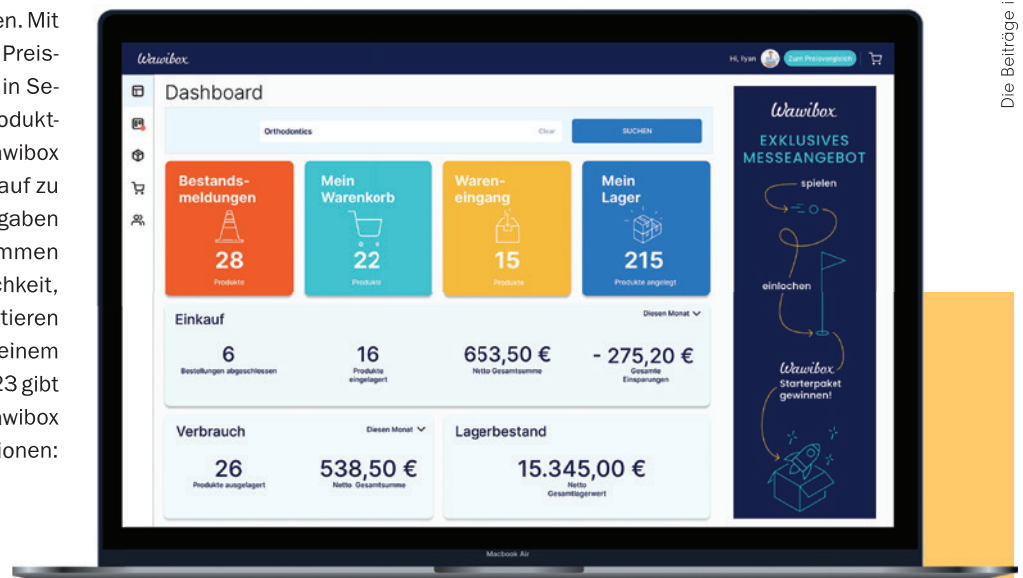 en. Mit
Preis-
in Se-
odukt-
awibox
auf zu
gaben
mmen
chkeit,
tieren
einem
23 gibt
awibox
ionen:
Wawibox
Hi, Ilyan
Zum Preisvergleich
Dashboard
Orthodontics
Clear
SUCHEN
Bestands-
meldungen
28
Produkte
Mein
Warenkorb
22
Produkte
Waren-
eingang
15
Produkte
Mein
Lager
215
Produkte angelegt
Einkauf
Diesen Monat
6
Bestellungen abgeschlossen
16
Produkte
eingelagert
653,50 €
Netto Gesamtsumme
- 275,20 €
Gesamte
Einsparungen
Verbrauch
Diesen Monat
26
Produkte ausgelagert
538,50 €
Netto Gesamtsumme
Lagerbestand
15.345,00 €
Netto
Gesamtlagerwert
Wawibox
EXKLUSIVES
MESSEANGEBOT
spielen
einlochen
Wawibox
Starterpaket
gewinnen!
Macbook Air
Die Beiträge i